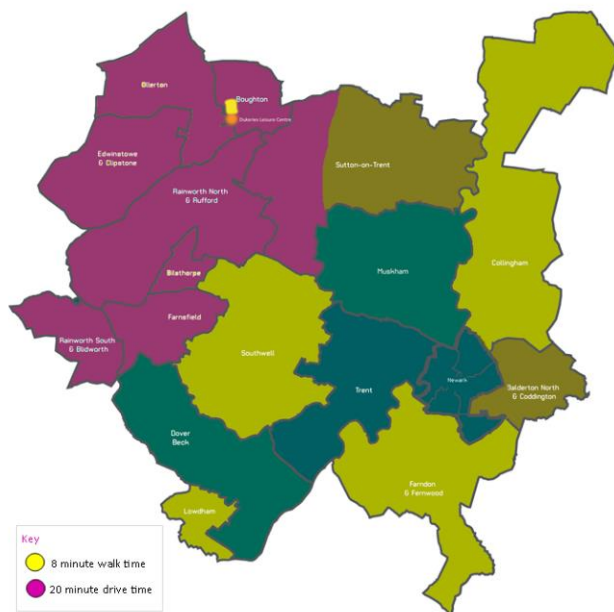 Ollerton
Boughton
Dukeries Leisure Centre
Edwinstowe
& Clipstone
Sutton-on-Trent
Rainworth North
& Rufford
Collingham
Muskham
Bilsthorpe
Farnsfield
Rainworth South
& Blidworth
Southwell
Newark
Trent
Balderton North
& Coddington
Dover
Beck
Farndon
& Fernwood
Lowdham
Key
8 minute walk time
20 minute drive time